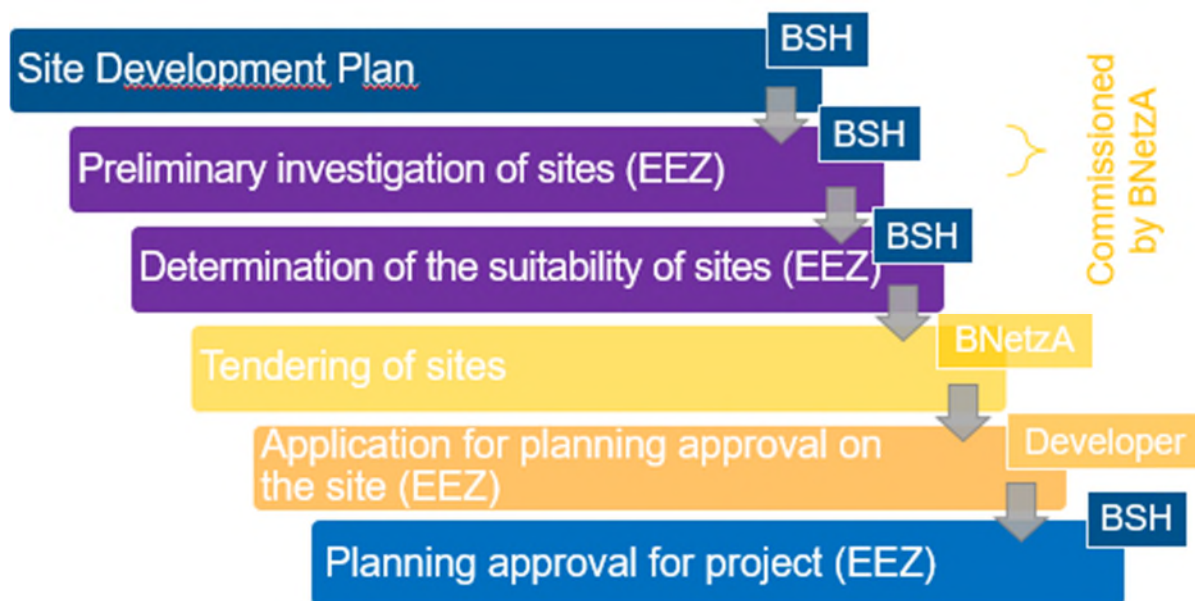 BSH
Site Development Plan
BSH
Preliminary investigation of sites (EEZ)
BSH
Determination of the suitability of sites (EEZ)
Commissioned
by BNetzA
BNetzA
Tendering of sites
Developer
Application for planning approval on
the site (EEZ)
BSH
Planning approval for project (EEZ)